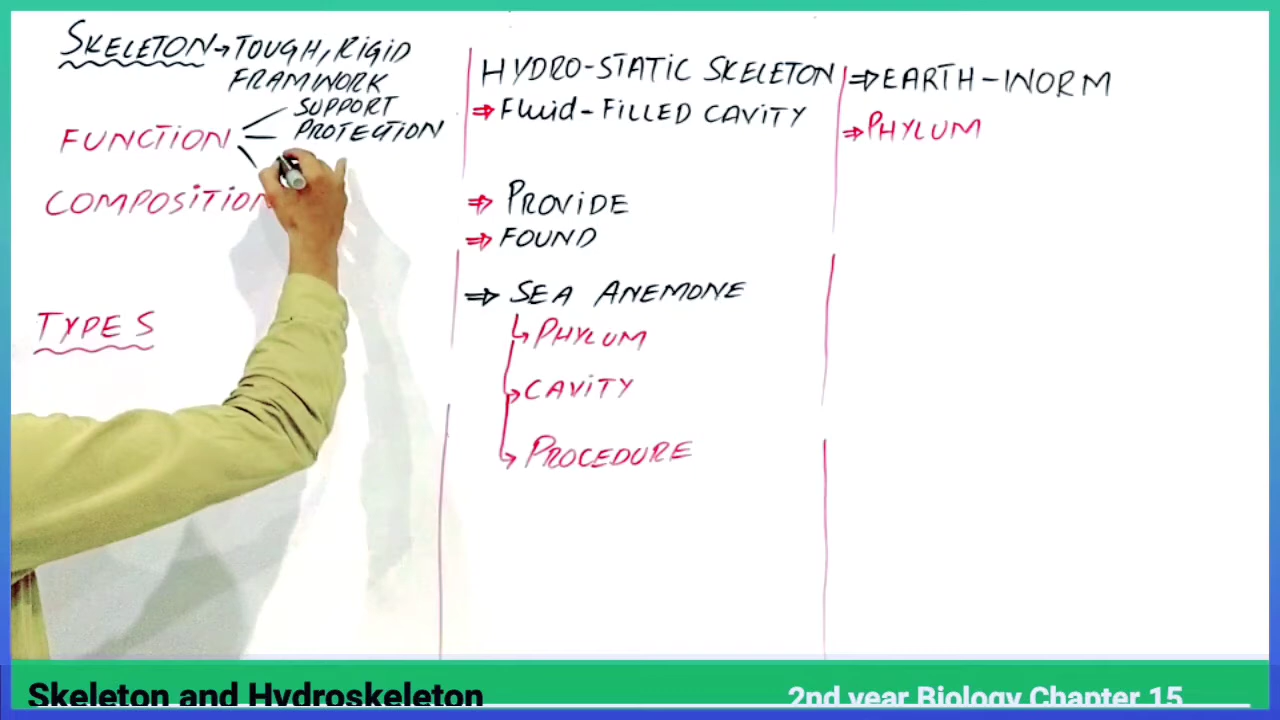 SKELETON → TOUGH, RIGID
FRAMIWORK
FUNCTION
SUPPORT
PROTECTION
COMPOSITION
TYPES
HYDRO-STATIC SKELETON
⇒ Fluid-FILLED CAVITY
⇒ PROVIDE
⇒ FOUND
⇒ SEA ANEMONE
↳ PHYLUM
↳ CAVITY
↳ PROCEDURE
⇒ EARTH-WORM
⇒ PHYLUM
Skeleton and Hydroskeleton
2nd year Biology Chapter 15